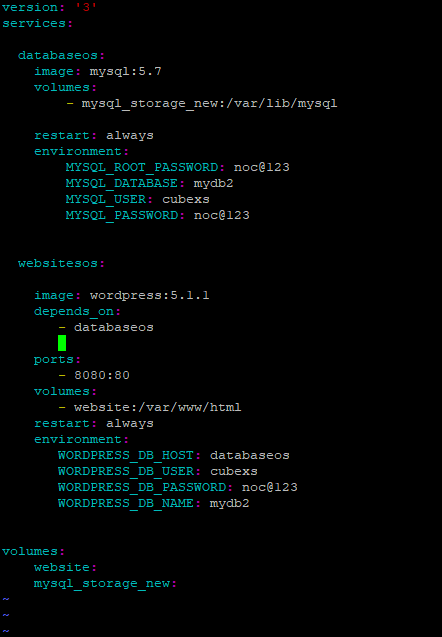 version: '3'
services:
  databaseos:
    image: mysql:5.7
    volumes:
        - mysql_storage_new:/var/lib/mysql
    restart: always
    environment:
        MYSQL_ROOT_PASSWORD: noc@123
        MYSQL_DATABASE: mydb2
        MYSQL_USER: cubexs
        MYSQL_PASSWORD: noc@123
  websitesos:
    image: wordpress:5.1.1
    depends_on:
       - databaseos
    ports:
       - 8080:80
    volumes:
       - website:/var/www/html
    restart: always
    environment:
       WORDPRESS_DB_HOST: databaseos
       WORDPRESS_DB_USER: cubexs
       WORDPRESS_DB_PASSWORD: noc@123
       WORDPRESS_DB_NAME: mydb2
volumes:
    website:
    mysql_storage_new:
~
~
~